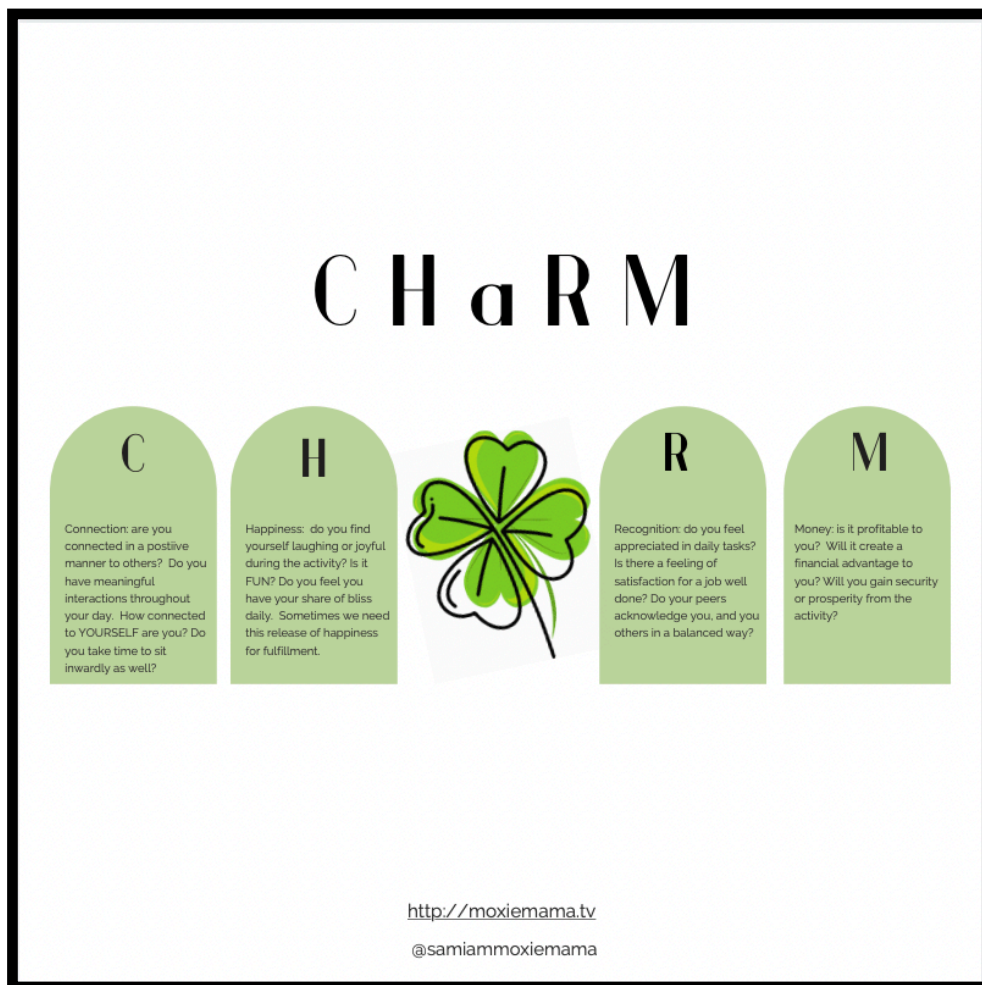 CHaRM
C
Connection: are you
connected in a postiive
manner to others? Do you
have meaningful
interactions throughout
your day. How connected
to YOURSELF are you? Do
you take time to sit
inwardly as well?
H
Happiness: do you find
yourself laughing or joyful
during the activity? Is it
FUN? Do you feel you
have your share of bliss
daily. Sometimes we need
this release of happiness
for fulfillment.
R
Recognition: do you feel
appreciated in daily tasks?
Is there a feeling of
satisfaction for a job well
done? Do your peers
acknowledge you, and you
others in a balanced way?
M
Money: is it profitable to
you? Will it create a
financial advantage to
you? Will you gain security
or prosperity from the
activity?
http://moxiemama.tv
@samiammoxiemama